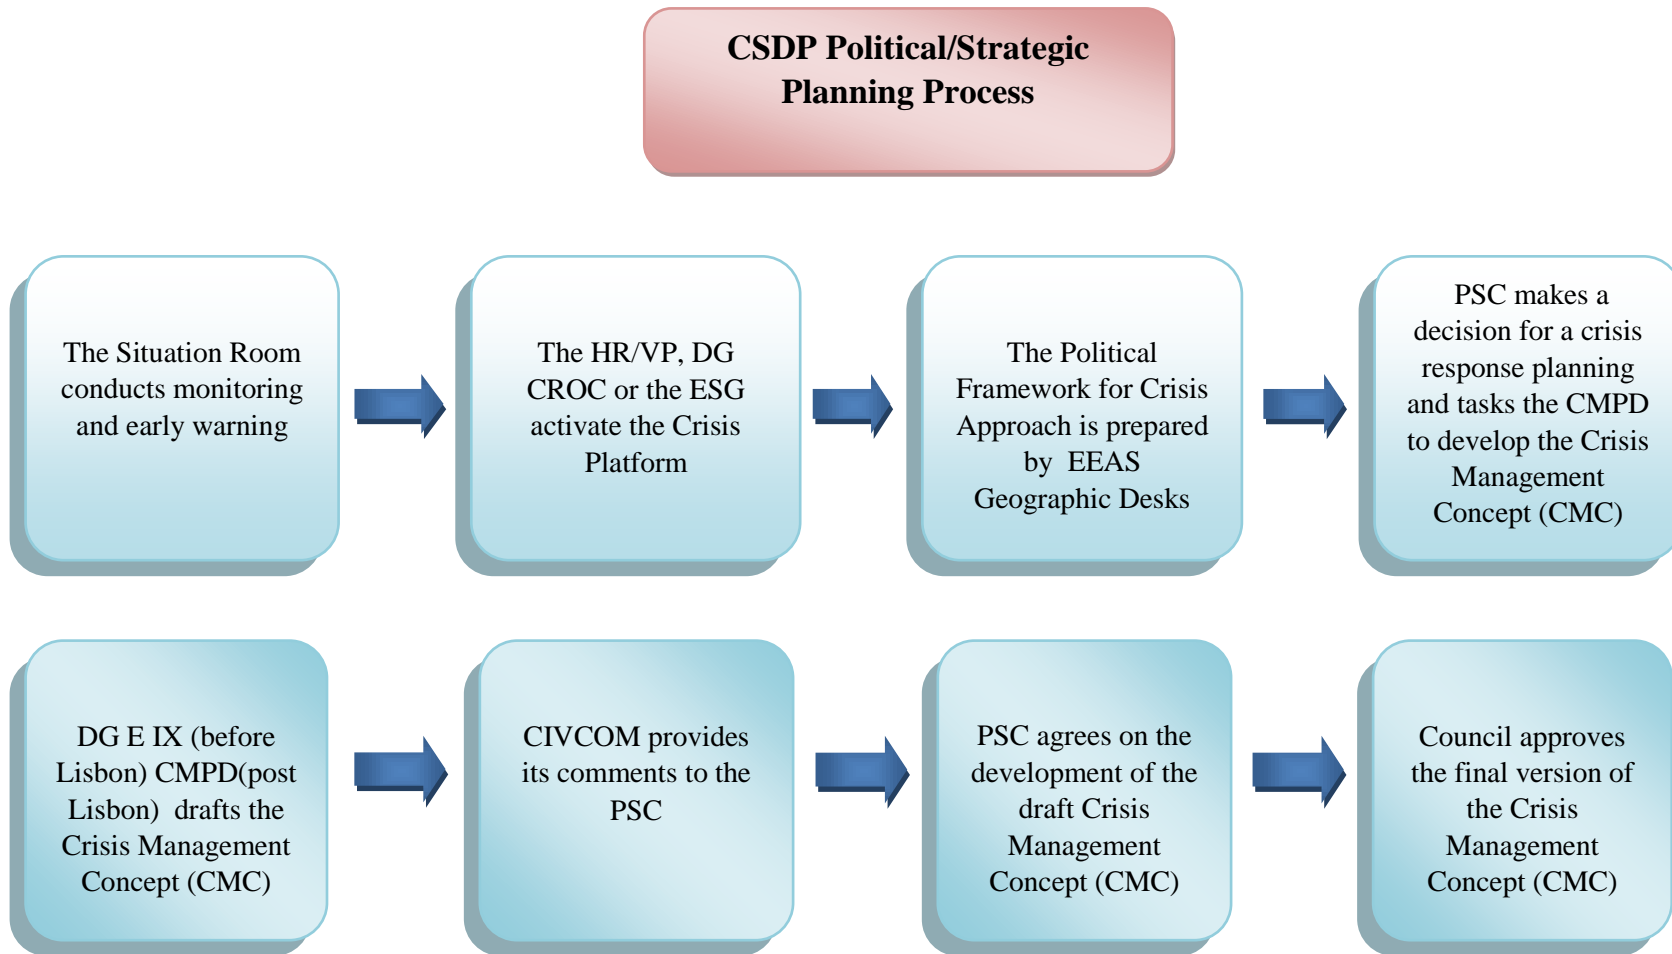 CSDP Political/Strategic
Planning Process
The Situation Room
conducts monitoring
and early warning
The HR/VP, DG
CROC or the ESG
activate the Crisis
Platform
The Political
Framework for Crisis
Approach is prepared
by EEAS
Geographic Desks
PSC makes a
decision for a crisis
response planning
and tasks the CMPD
to develop the Crisis
Management
Concept (CMC)
DG E IX (before
Lisbon) CMPD(post
Lisbon) drafts the
Crisis Management
Concept (CMC)
CIVCOM provides
its comments to the
PSC
PSC agrees on the
development of the
draft Crisis
Management
Concept (CMC)
Council approves
the final version of
the Crisis
Management
Concept (CMC)